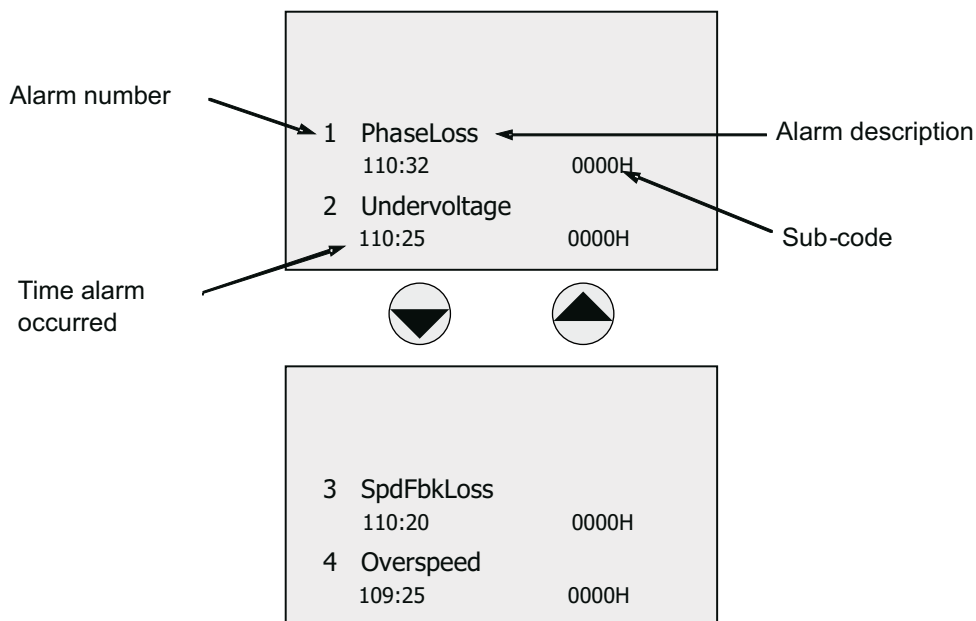 Alarm number
1 PhaseLoss
Alarm description
110:32 0000H
2 Undervoltage
110:25 0000H
Sub-code
Time alarm
occurred
3 SpdFbkLoss
110:20 0000H
4 Overspeed
109:25 0000H